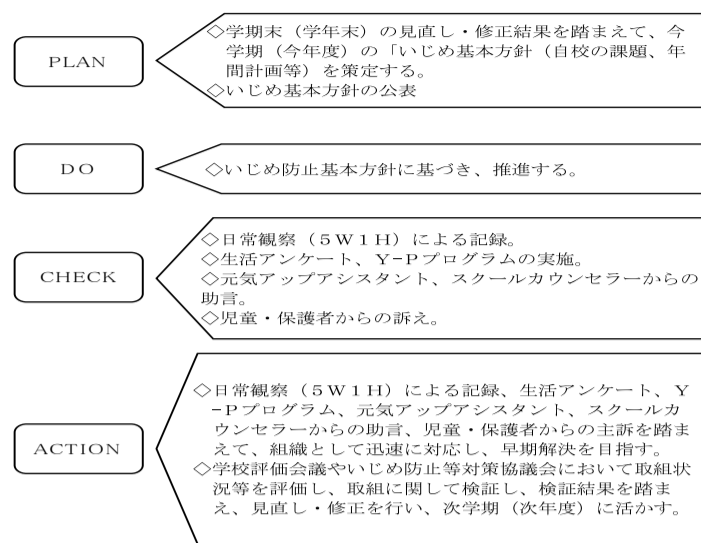 PLAN
◇学期末（学年末）の見直し・修正結果を踏まえて、今
学期（今年度）の「いじめ基本方針（自校の課題、年
間計画等）を策定する。
◇いじめ基本方針の公表
DO
◇いじめ防止基本方針に基づき、推進する。
CHECK
◇日常観察（５Ｗ１Ｈ）による記録。
◇生活アンケート、Ｙ−Ｐプログラムの実施。
◇元気アップアシスタント、スクールカウンセラーからの
助言。
◇児童・保護者からの訴え。
ACTION
◇日常観察（５Ｗ１Ｈ）による記録、生活アンケート、Ｙ
−Ｐプログラム、元気アップアシスタント、スクールカ
ウンセラーからの助言、児童・保護者からの主訴を踏ま
えて、組織として迅速に対応し、早期解決を目指す。
◇学校評価会議やいじめ防止等対策協議会において取組状
況等を評価し、取組に関して検証し、検証結果を踏ま
え、見直し・修正を行い、次学期（次年度）に活かす。